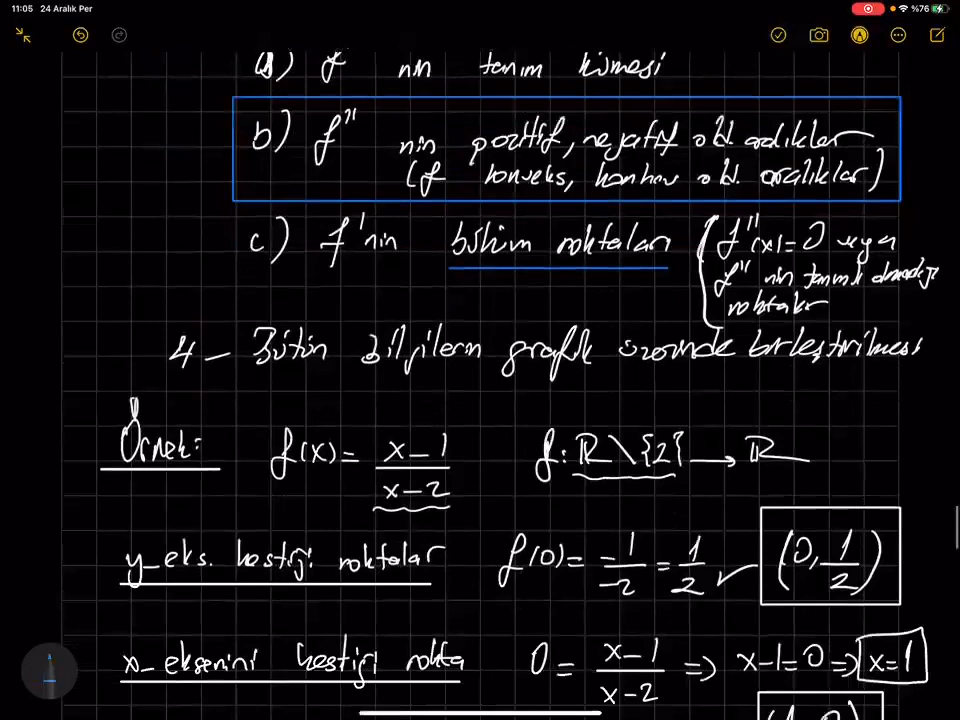 11:05 24 Aralık Per %76
f nin tanım kümesi
b) f'' nin pozitif, negatif old. aralıklar
(f konveks, konkav old. aralıklar)
c) f'nin büküm noktaları (f''(x)=0 veya
f'' nin tanımlı olmadığı
noktalar
4 - Bütün bilgilerin grafik üzerinde birleştirilmesi
Örnek: f(x) = (x-1)/(x-2) f: ℝ\{2} → ℝ
y-eks. kestiği noktalar f(0) = -1/-2 = 1/2 ✓ (0, 1/2)
x-eksenini kestiği nokta 0 = (x-1)/(x-2) ⇒ x-1=0 ⇒ x=1